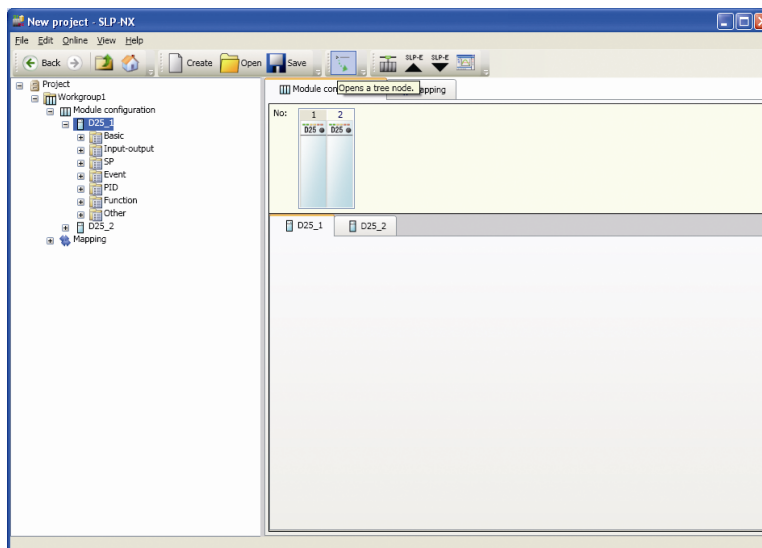 New project - SLP-NX
File Edit Online View Help
Back Create Open Save SLP-E SLP-E
Project
Workgroup1
Module configuration
D25_1
Basic
Input-output
SP
Event
PID
Function
Other
D25_2
Mapping
Module con Opens a tree node. apping
No: 1 2
D25 D25
D25_1 D25_2